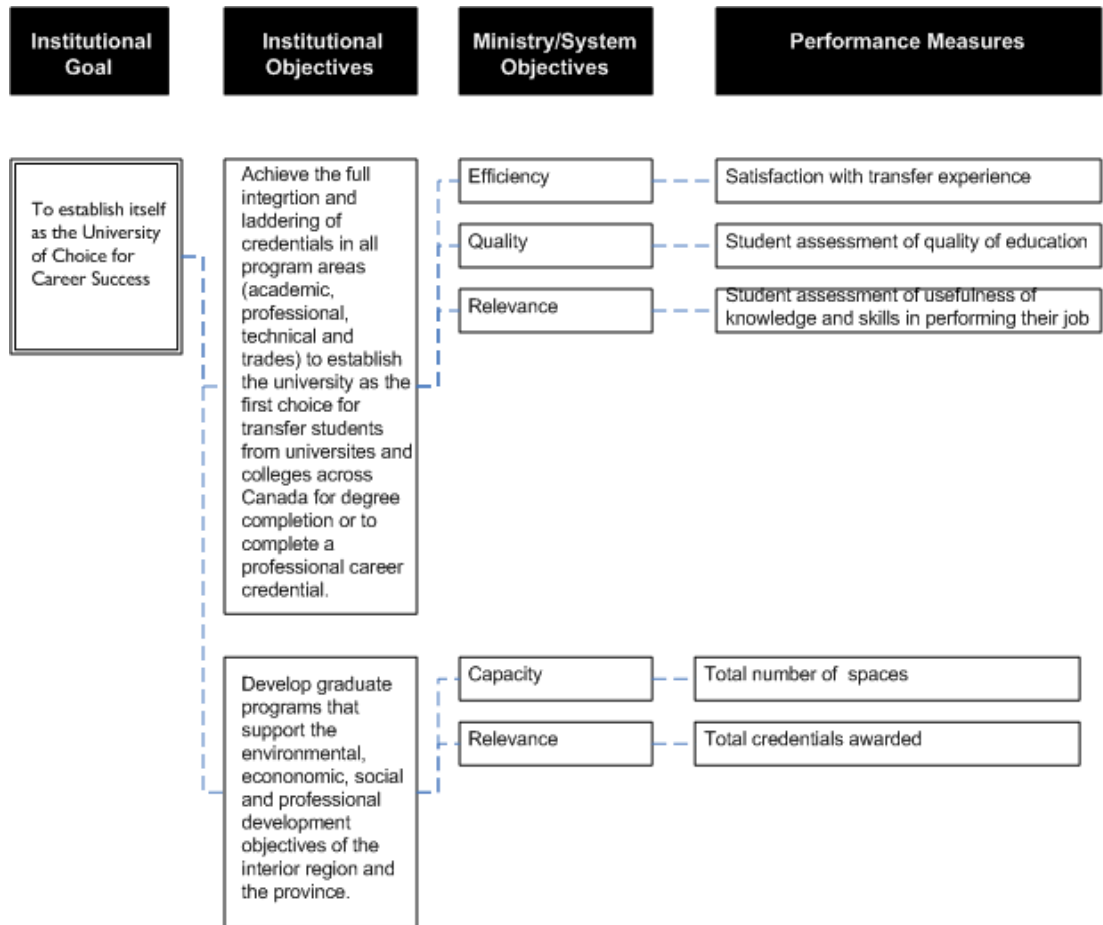 Institutional
Goal
Institutional
Objectives
Ministry/System
Objectives
Performance Measures
To establish itself
as the University
of Choice for
Career Success
Achieve the full
integrtion and
laddering of
credentials in all
program areas
(academic,
professional,
technical and
trades) to establish
the university as the
first choice for
transfer students
from universites and
colleges across
Canada for degree
completion or to
complete a
professional career
credential.
Efficiency
Satisfaction with transfer experience
Quality
Student assessment of quality of education
Relevance
Student assessment of usefulness of
knowledge and skills in performing their job
Develop graduate
programs that
support the
environmental,
econonomic, social
and professional
development
objectives of the
interior region and
the province.
Capacity
Total number of spaces
Relevance
Total credentials awarded